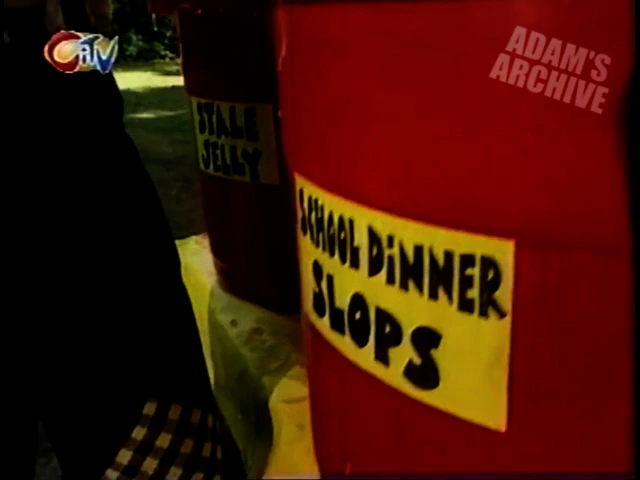 CiTV
ADAM'S
ARCHIVE
STALE
JELLY
SCHOOL DiNNER
SLOPS